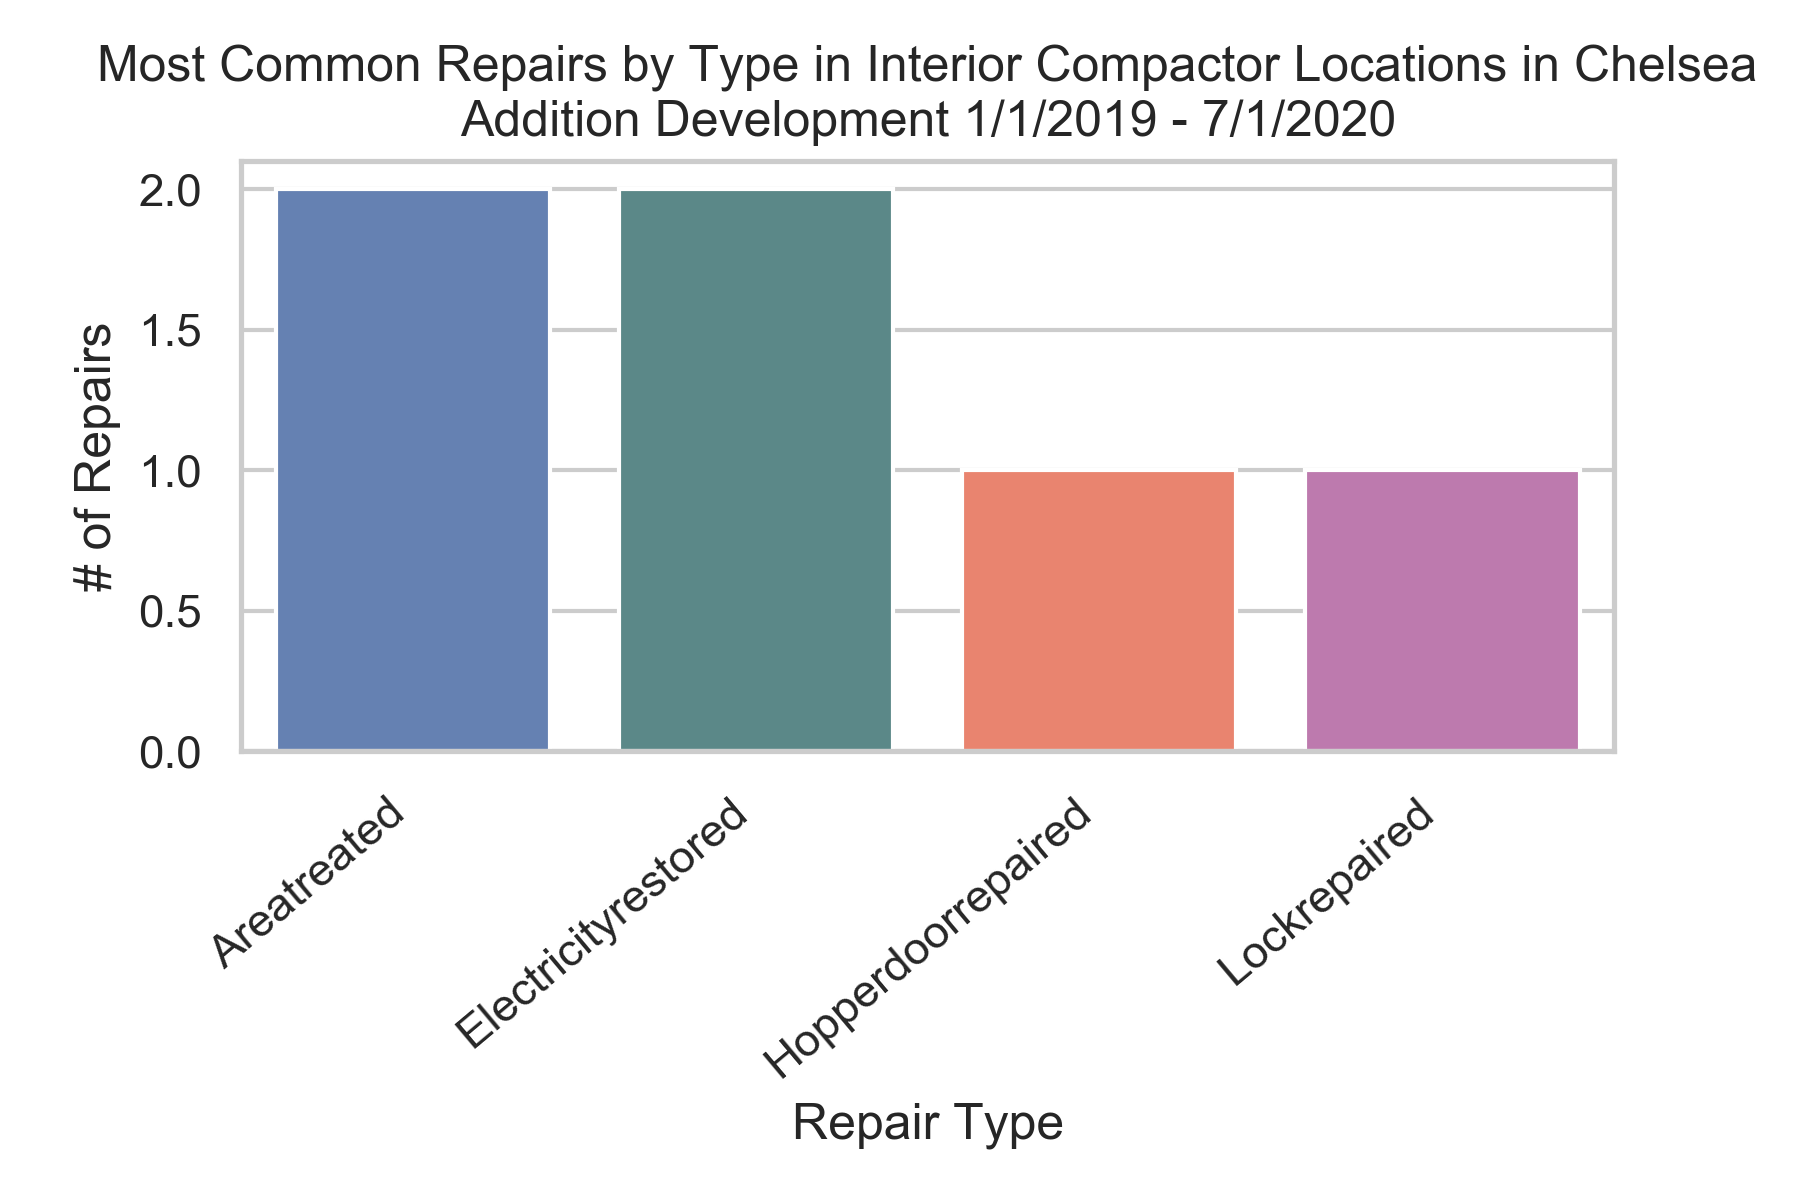 Most Common Repairs by Type in Interior Compactor Locations in Chelsea
Addition Development 1/1/2019 - 7/1/2020
# of Repairs
2.0
1.5
1.0
0.5
0.0
Areatreated
Electricityrestored
Hopperdoorrepaired
Lockrepaired
Repair Type